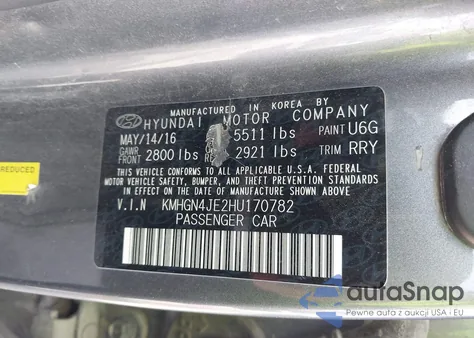 MANUFACTURED IN KOREA BY
HYUNDAI MOTOR COMPANY
MAY/14/16 5511 lbs PAINT U6G
GAWR FRONT 2800 lbs 2921 lbs TRIM RRY
THIS VEHICLE CONFORMS TO ALL APPLICABLE FEDERAL
MOTOR VEHICLE SAFETY, BUMPER, AND THEFT PREVENTION
STANDARDS IN EFFECT ON THE DATE OF MANUFACTURE SHOWN ABOVE.
V.I.N KMHGN4JE2HU170782
PASSENGER CAR
REDUCED
autoSnap
Auta z aukcji USA • EU